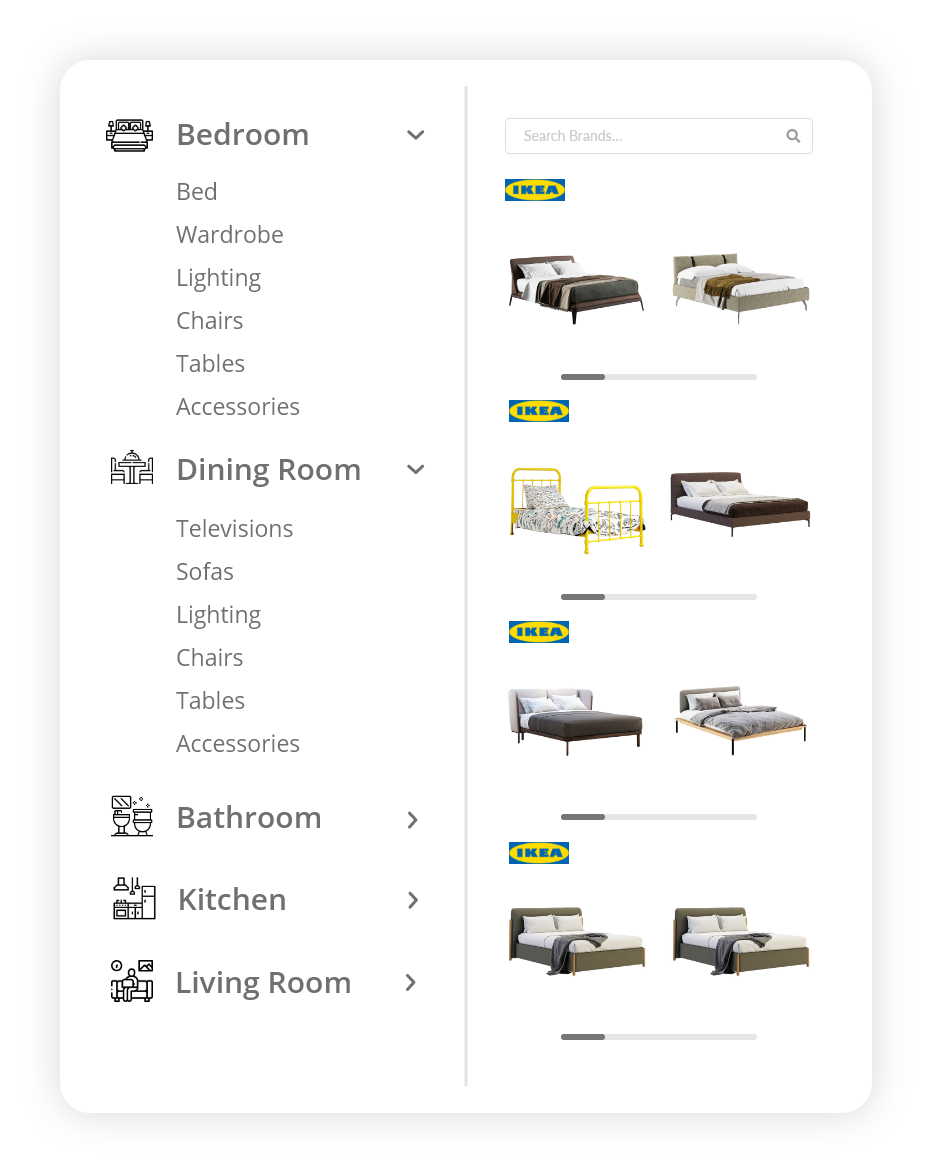 Bedroom
Bed
Wardrobe
Lighting
Chairs
Tables
Accessories
Dining Room
Televisions
Sofas
Lighting
Chairs
Tables
Accessories
Bathroom
Kitchen
Living Room
Search Brands...
IKEA
IKEA
IKEA
IKEA